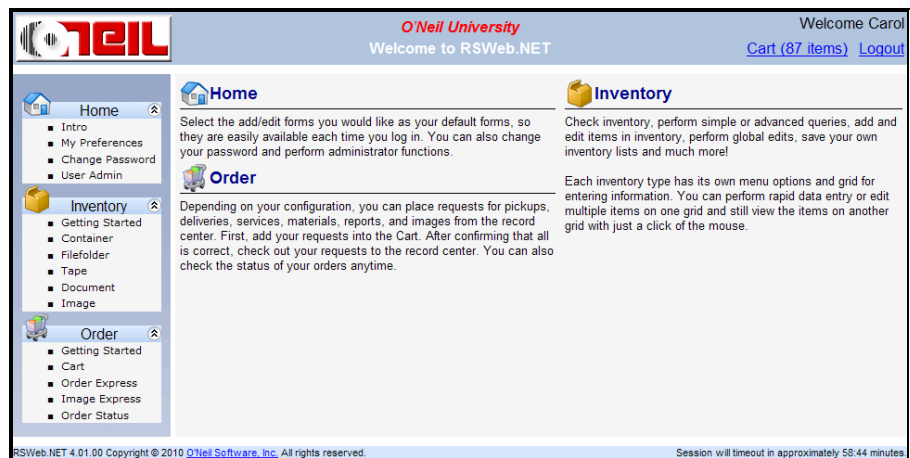 O'NEIL
O'Neil University
Welcome to RSWeb.NET
Welcome Carol
Cart (87 items) Logout
Home
Intro
My Preferences
Change Password
User Admin
Inventory
Getting Started
Container
Filefolder
Tape
Document
Image
Order
Getting Started
Cart
Order Express
Image Express
Order Status
Home
Select the add/edit forms you would like as your default forms, so
they are easily available each time you log in. You can also change
your password and perform administrator functions.
Order
Depending on your configuration, you can place requests for pickups,
deliveries, services, materials, reports, and images from the record
center. First, add your requests into the Cart. After confirming that all
is correct, check out your requests to the record center. You can also
check the status of your orders anytime.
Inventory
Check inventory, perform simple or advanced queries, add and
edit items in inventory, perform global edits, save your own
inventory lists and much more!
Each inventory type has its own menu options and grid for
entering information. You can perform rapid data entry or edit
multiple items on one grid and still view the items on another
grid with just a click of the mouse.
RSWeb.NET 4.01.00 Copyright © 2010 O'Neil Software, Inc. All rights reserved.
Session will timeout in approximately 58:44 minutes.